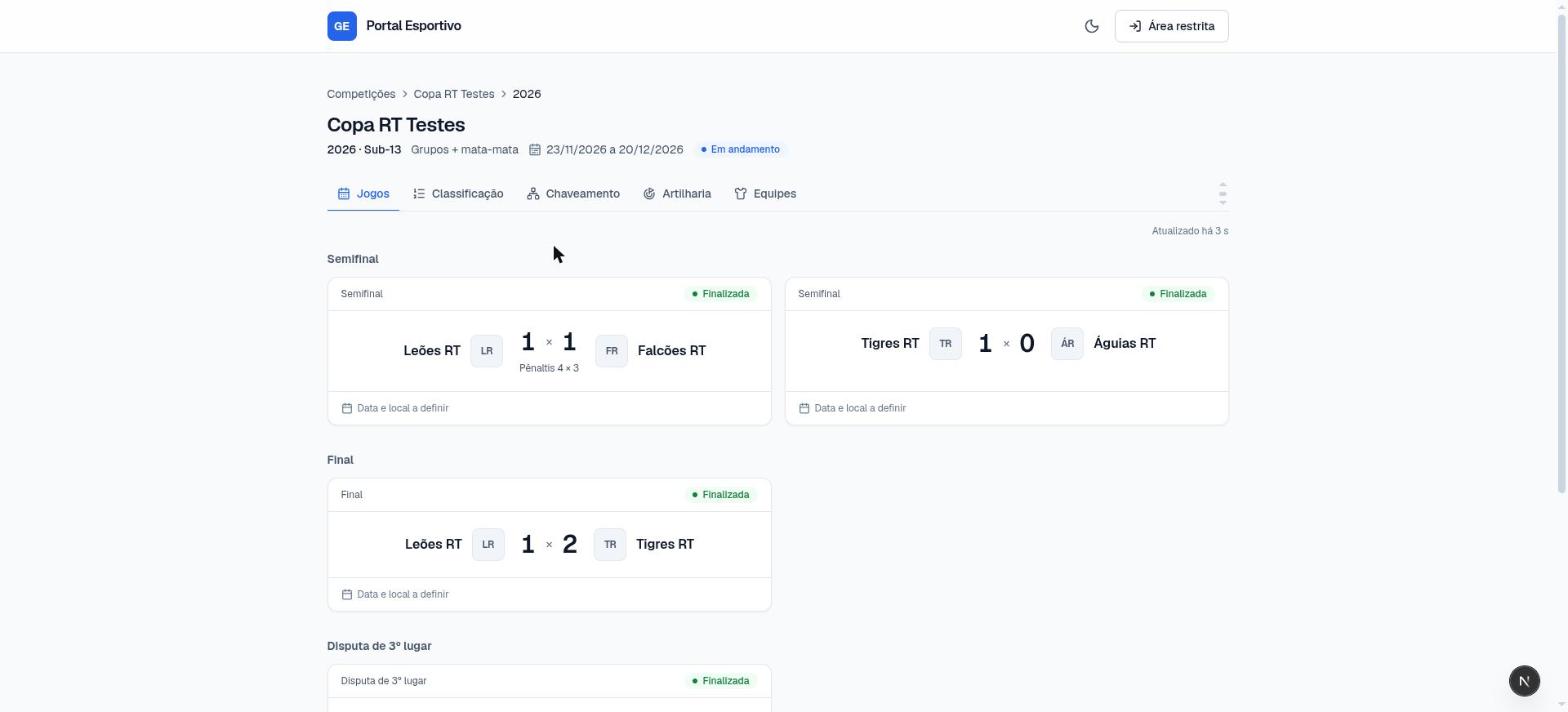 GE Portal Esportivo
Área restrita
Competições > Copa RT Testes > 2026
Copa RT Testes
2026 · Sub-13 Grupos + mata-mata 23/11/2026 a 20/12/2026 Em andamento
Jogos Classificação Chaveamento Artilharia Equipes
Atualizado há 3 s
Semifinal
Semifinal Finalizada
Leões RT LR 1 × 1 FR Falcões RT
Pênaltis 4 × 3
Data e local a definir
Semifinal Finalizada
Tigres RT TR 1 × 0 ÁR Águias RT
Data e local a definir
Final
Final Finalizada
Leões RT LR 1 × 2 TR Tigres RT
Data e local a definir
Disputa de 3º lugar
Disputa de 3º lugar Finalizada
N